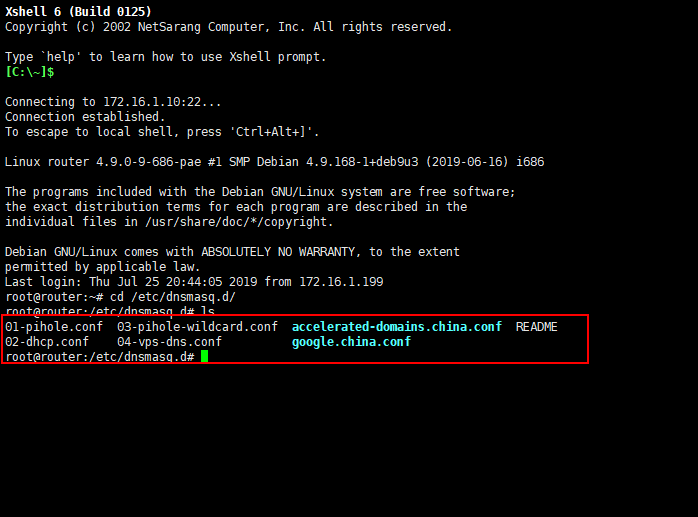 Xshell 6 (Build 0125)
Copyright (c) 2002 NetSarang Computer, Inc. All rights reserved.
Type `help' to learn how to use Xshell prompt.
[C:\~]$
Connecting to 172.16.1.10:22...
Connection established.
To escape to local shell, press 'Ctrl+Alt+]'.
Linux router 4.9.0-9-686-pae #1 SMP Debian 4.9.168-1+deb9u3 (2019-06-16) i686
The programs included with the Debian GNU/Linux system are free software;
the exact distribution terms for each program are described in the
individual files in /usr/share/doc/*/copyright.
Debian GNU/Linux comes with ABSOLUTELY NO WARRANTY, to the extent
permitted by applicable law.
Last login: Thu Jul 25 20:44:05 2019 from 172.16.1.199
root@router:~# cd /etc/dnsmasq.d/
root@router:/etc/dnsmasq.d# ls
01-pihole.conf  03-pihole-wildcard.conf  accelerated-domains.china.conf  README
02-dhcp.conf    04-vps-dns.conf          google.china.conf
root@router:/etc/dnsmasq.d#